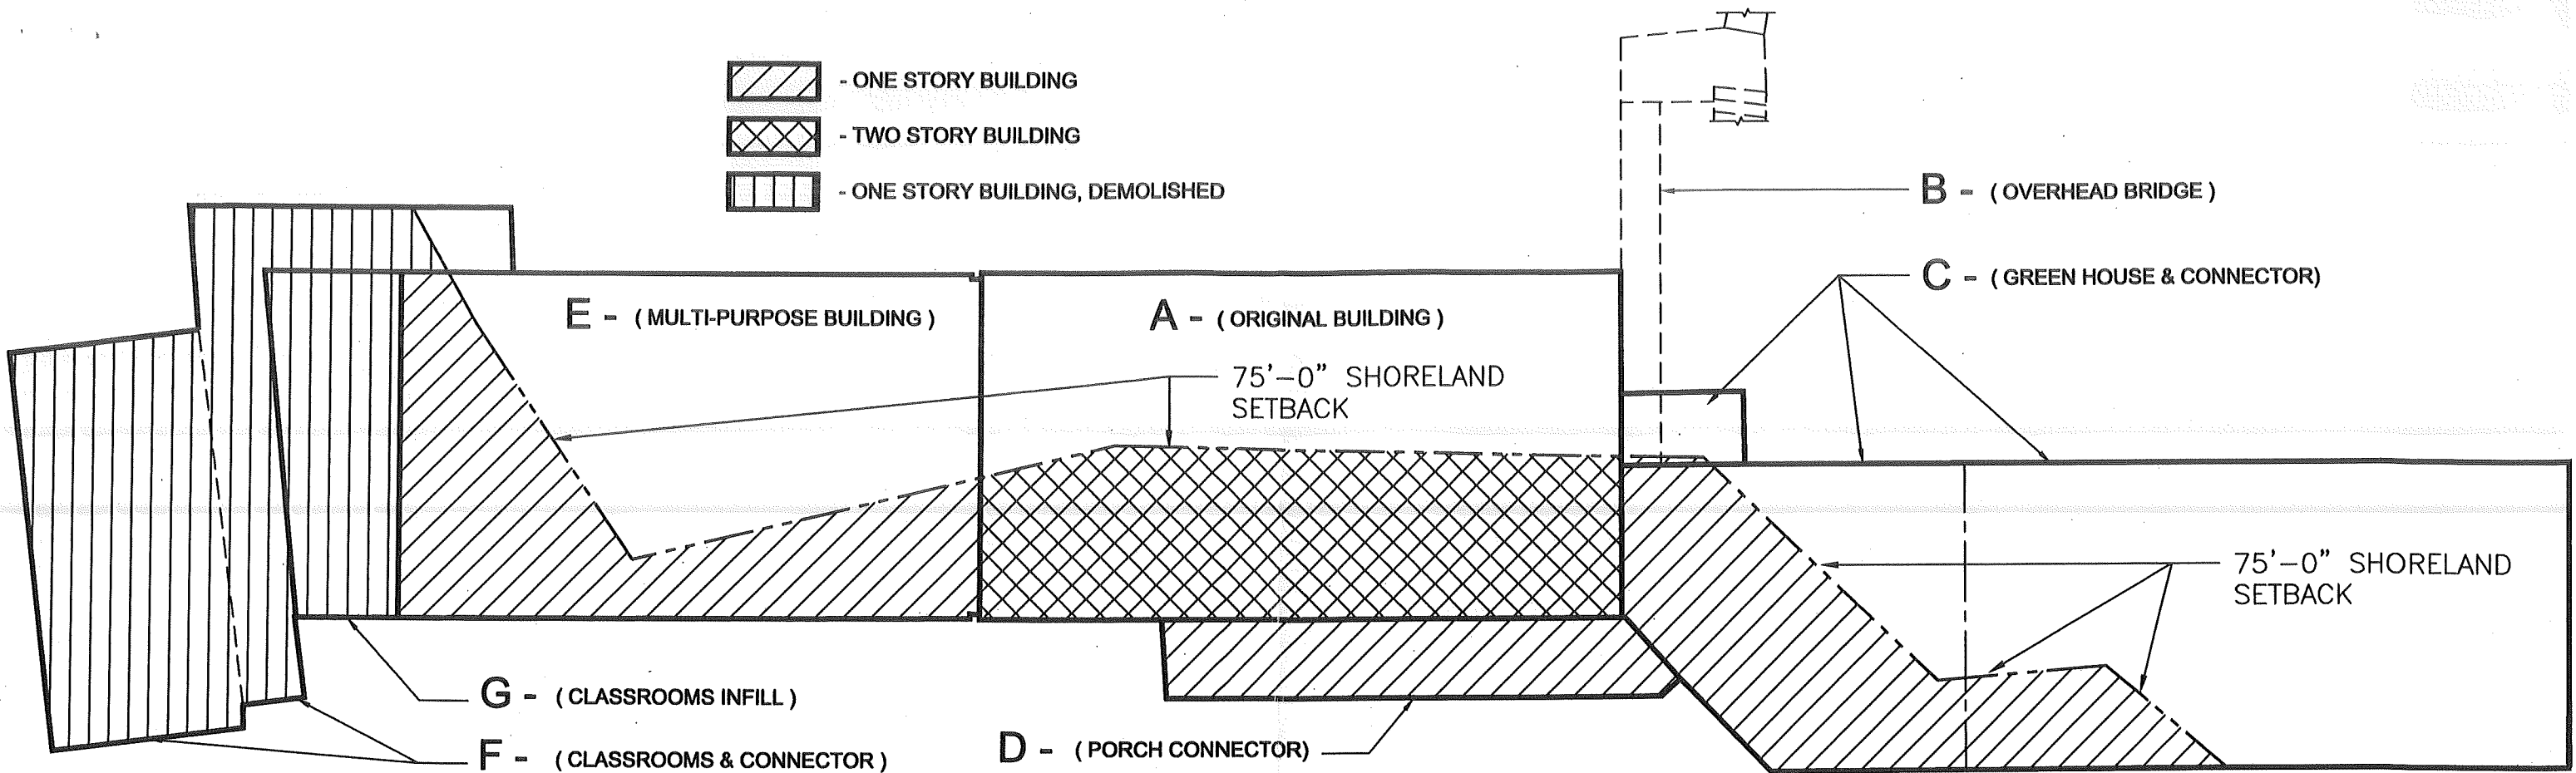 - ONE STORY BUILDING
- TWO STORY BUILDING
- ONE STORY BUILDING, DEMOLISHED
B - ( OVERHEAD BRIDGE )
C - ( GREEN HOUSE & CONNECTOR)
E - ( MULTI-PURPOSE BUILDING )
A - ( ORIGINAL BUILDING )
75'-0" SHORELAND
SETBACK
75'-0" SHORELAND
SETBACK
G - ( CLASSROOMS INFILL )
F - ( CLASSROOMS & CONNECTOR )
D - ( PORCH CONNECTOR)